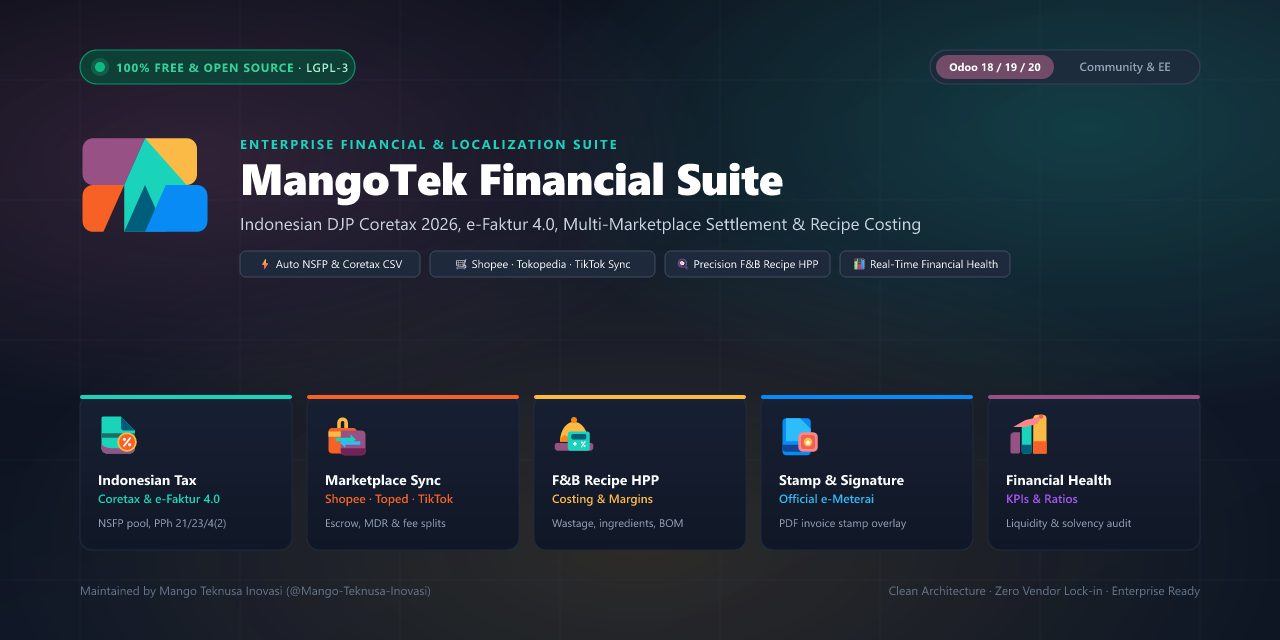 100% FREE & OPEN SOURCE · LGPL-3
Odoo 18 / 19 / 20
Community & EE
ENTERPRISE FINANCIAL & LOCALIZATION SUITE
MangoTek Financial Suite
Indonesian DJP Coretax 2026, e-Faktur 4.0, Multi-Marketplace Settlement & Recipe Costing
Auto NSFP & Coretax CSV
Shopee · Tokopedia · TikTok Sync
Precision F&B Recipe HPP
Real-Time Financial Health
Indonesian Tax
Coretax & e-Faktur 4.0
NSFP pool, PPh 21/23/4(2)
Marketplace Sync
Shopee · Toped · TikTok
Escrow, MDR & fee splits
F&B Recipe HPP
Costing & Margins
Wastage, ingredients, BOM
Stamp & Signature
Official e-Meterai
PDF invoice stamp overlay
Financial Health
KPIs & Ratios
Liquidity & solvency audit
Maintained by Mango Teknusa Inovasi (@Mango-Teknusa-Inovasi)
Clean Architecture · Zero Vendor Lock-in · Enterprise Ready